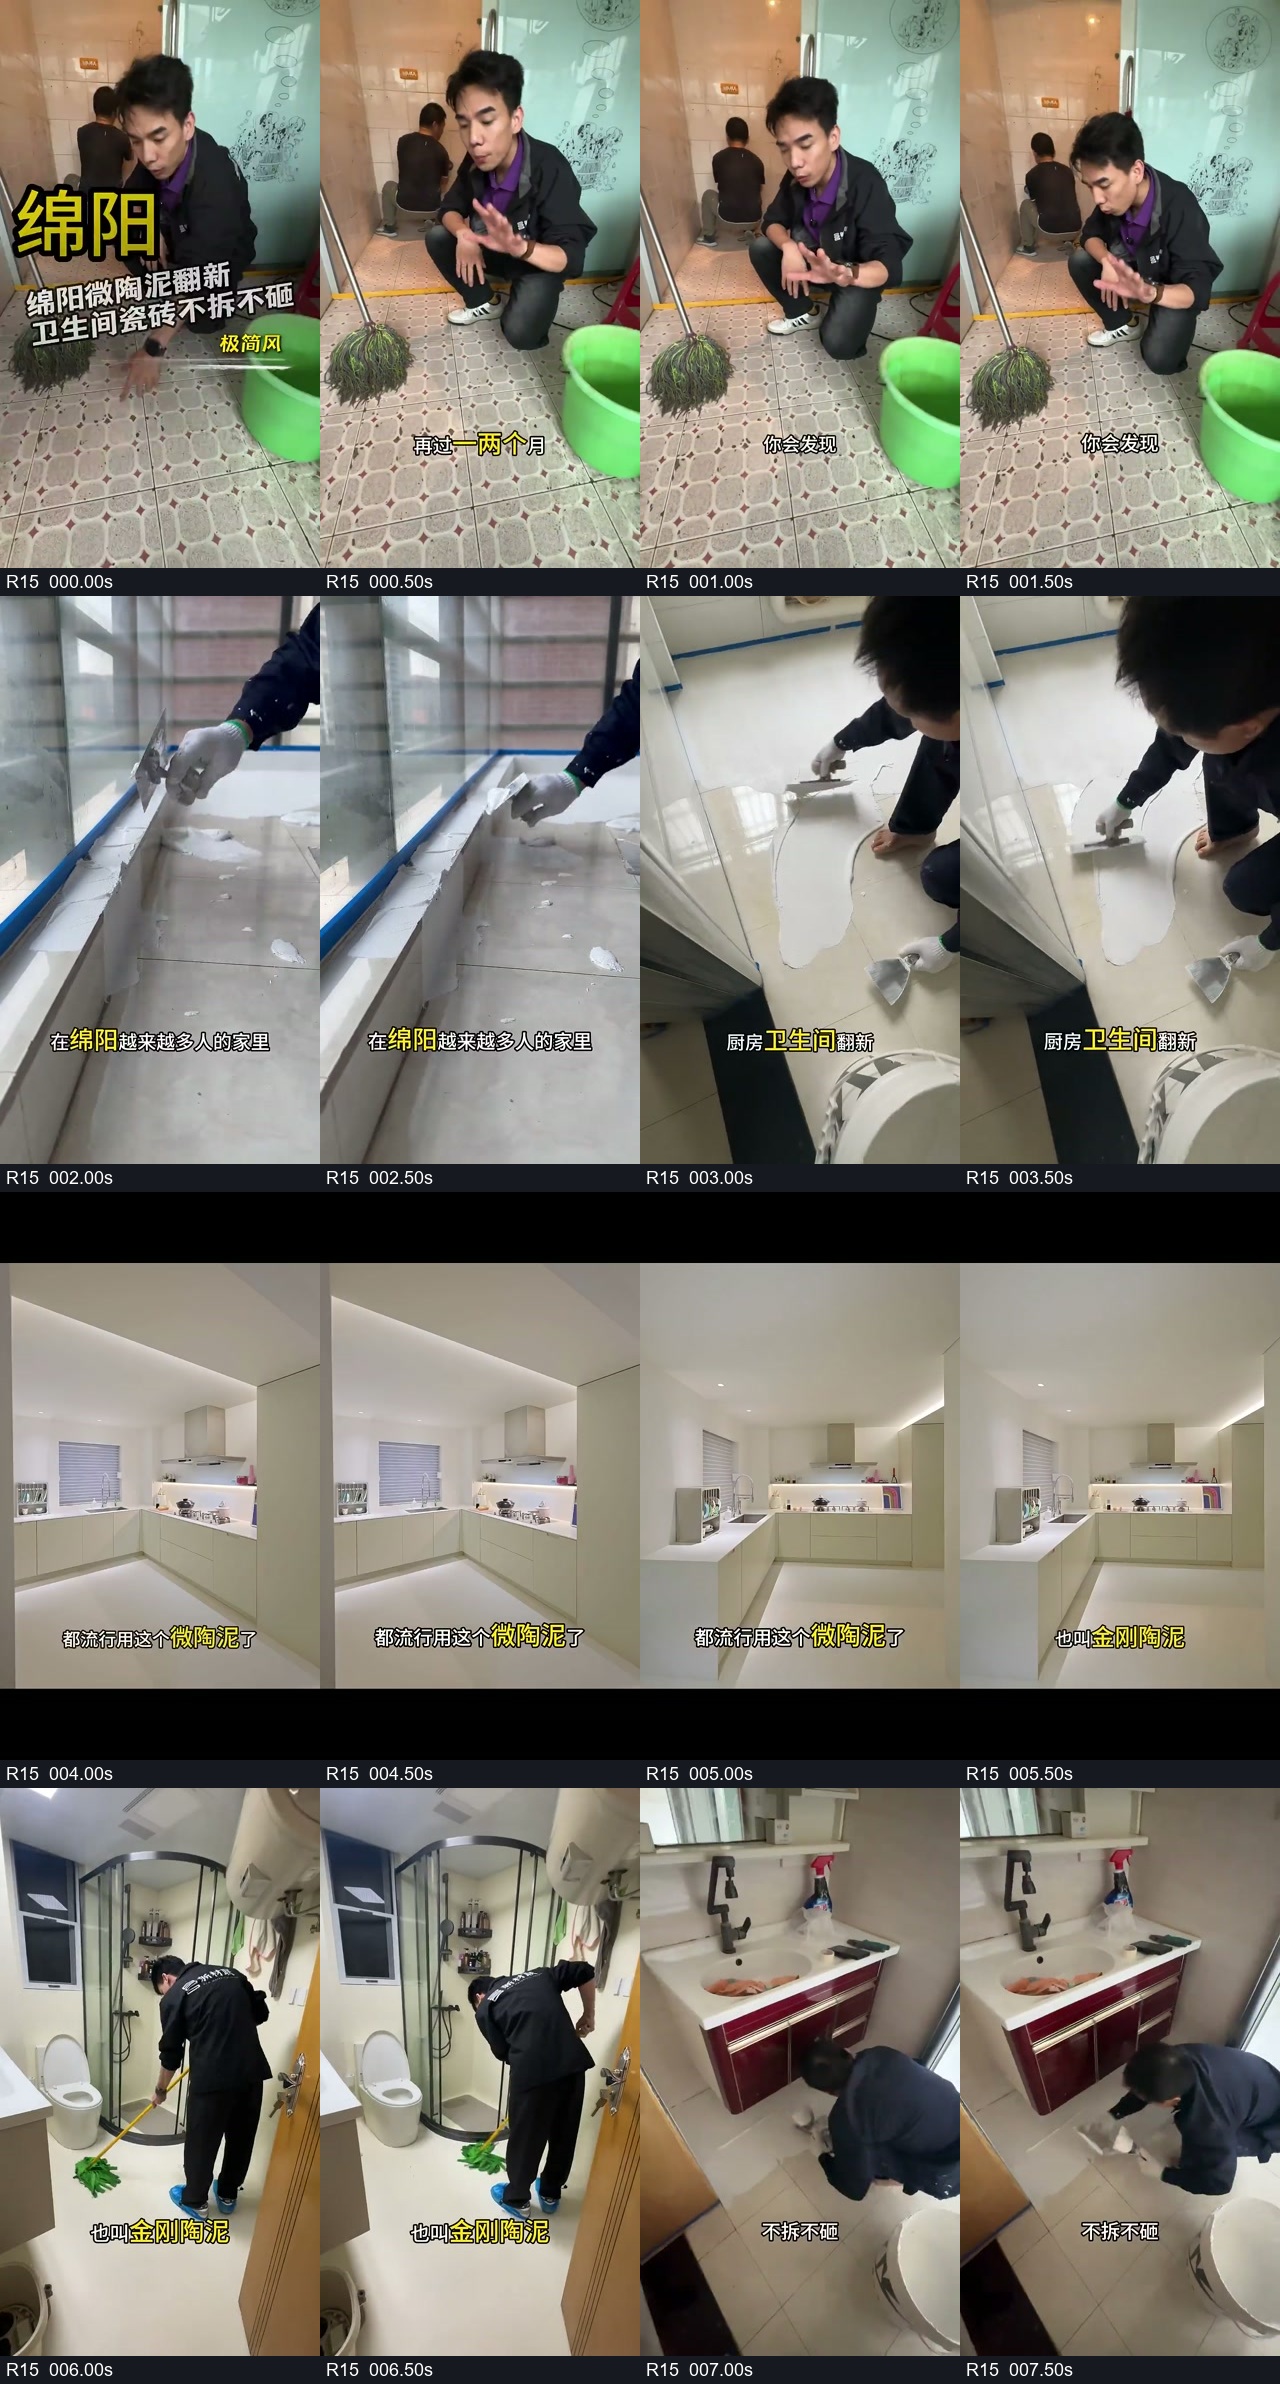 绵阳
绵阳微陶泥翻新
卫生间瓷砖不拆不砸
极简风
再过一两个月
你会发现
你会发现
R15 000.00s
R15 000.50s
R15 001.00s
R15 001.50s
在绵阳越来越多人的家里
在绵阳越来越多人的家里
厨房卫生间翻新
厨房卫生间翻新
R15 002.00s
R15 002.50s
R15 003.00s
R15 003.50s
都流行用这个微陶泥了
都流行用这个微陶泥了
都流行用这个微陶泥了
也叫金刚陶泥
R15 004.00s
R15 004.50s
R15 005.00s
R15 005.50s
也叫金刚陶泥
也叫金刚陶泥
不拆不砸
不拆不砸
R15 006.00s
R15 006.50s
R15 007.00s
R15 007.50s